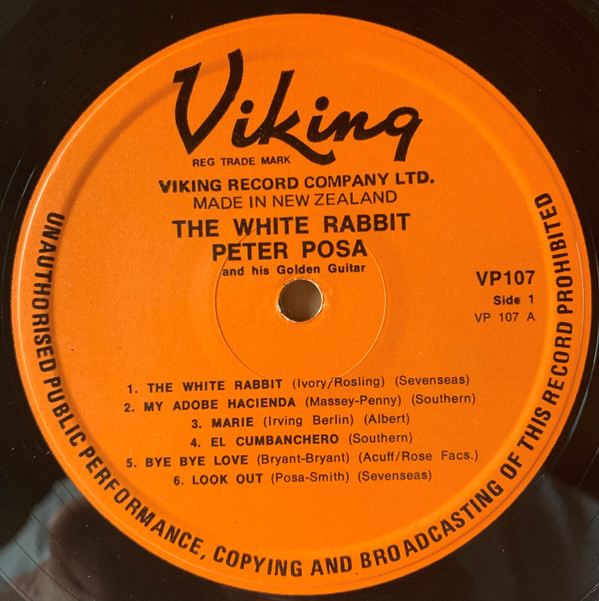 Viking
REG TRADE MARK
VIKING RECORD COMPANY LTD.
MADE IN NEW ZEALAND
THE WHITE RABBIT
PETER POSA
and his Golden Guitar
VP107
Side 1
VP 107 A
1. THE WHITE RABBIT (Ivory/Rosling) (Sevenseas)
2. MY ADOBE HACIENDA (Massey-Penny) (Southern)
3. MARIE (Irving Berlin) (Albert)
4. EL CUMBANCHERO (Southern)
5. BYE BYE LOVE (Bryant-Bryant) (Acuff/Rose Facs.)
6. LOOK OUT (Posa-Smith) (Sevenseas)
UNAUTHORISED PUBLIC PERFORMANCE, COPYING AND BROADCASTING OF THIS RECORD PROHIBITED